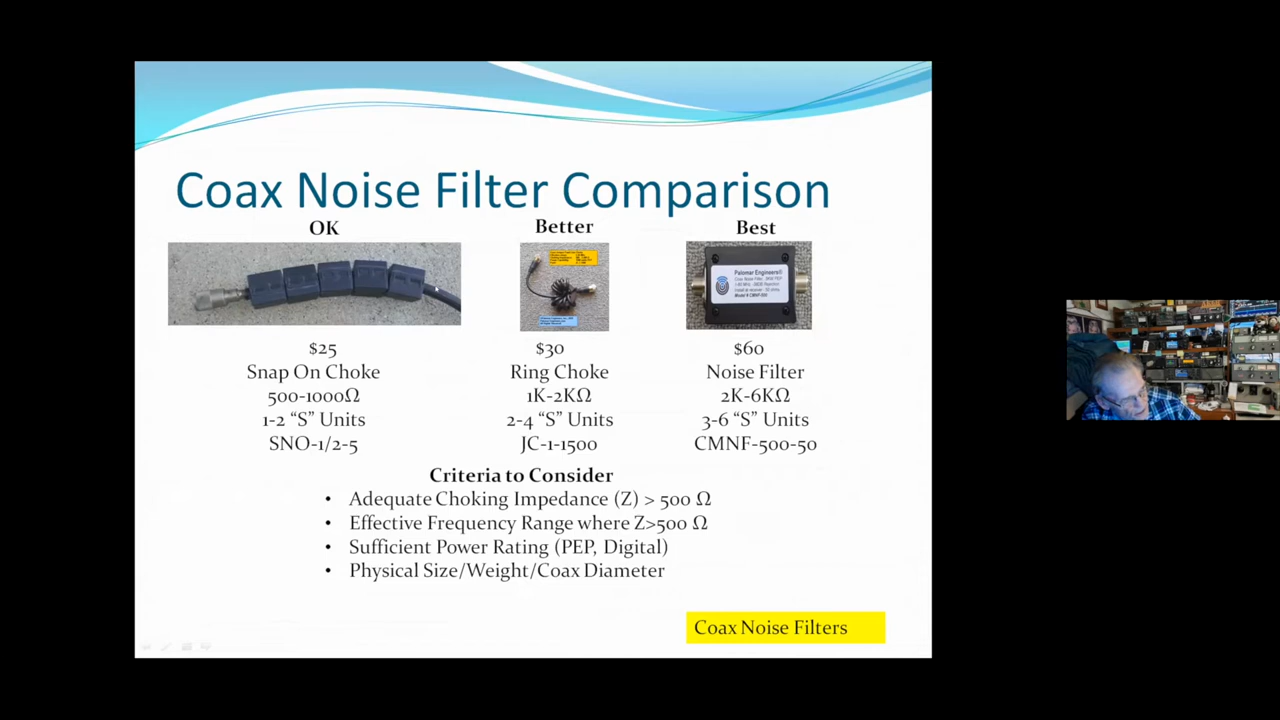 Coax Noise Filter Comparison
OK
Better
Best
Palomar Engineers®
$25
$30
$60
Snap On Choke
Ring Choke
Noise Filter
500-1000Ω
1K-2KΩ
2K-6KΩ
1-2 “S” Units
2-4 “S” Units
3-6 “S” Units
SNO-1/2-5
JC-1-1500
CMNF-500-50
Criteria to Consider
• Adequate Choking Impedance (Z) > 500 Ω
• Effective Frequency Range where Z>500 Ω
• Sufficient Power Rating (PEP, Digital)
• Physical Size/Weight/Coax Diameter
Coax Noise Filters